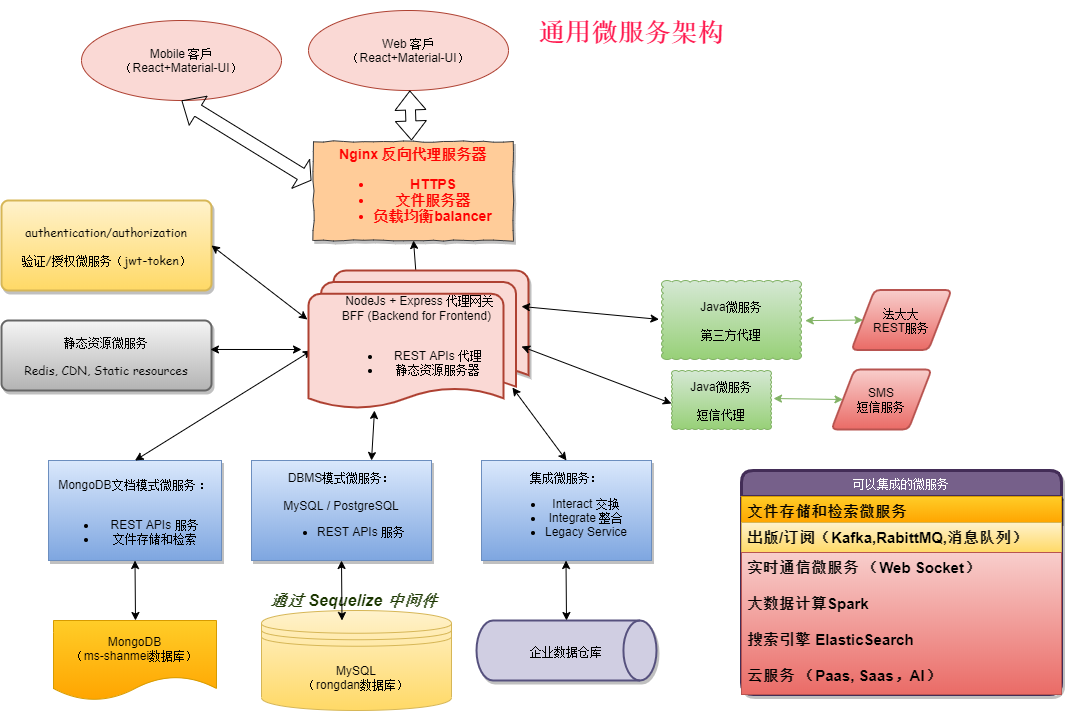 通用微服务架构
Mobile 客戶
（React+Material-UI）
Web 客戶
（React+Material-UI）
Nginx 反向代理服务器
• HTTPS
• 文件服务器
• 负载均衡balancer
authentication/authorization
验证/授权微服务（jwt-token）
静态资源微服务
Redis, CDN, Static resources
NodeJs + Express 代理网关
BFF (Backend for Frontend)
• REST APIs 代理
• 静态资源服务器
Java微服务
第三方代理
法大大
REST服务
Java微服务
短信代理
SMS
短信服务
MongoDB文档模式微服务：
• REST APIs 服务
• 文件存储和检索
DBMS模式微服务：
MySQL / PostgreSQL
• REST APIs 服务
集成微服务：
• Interact 交换
• Integrate 整合
• Legacy Service
通过 Sequelize 中间件
MongoDB
（ms-shanmei数据库）
MySQL
（rongdan数据库）
企业数据仓库
可以集成的微服务
文件存储和检索微服务
出版/订阅（Kafka,RabittMQ,消息队列）
实时通信微服务 （Web Socket）
大数据计算Spark
搜索引擎 ElasticSearch
云服务 （Paas, Saas，AI）